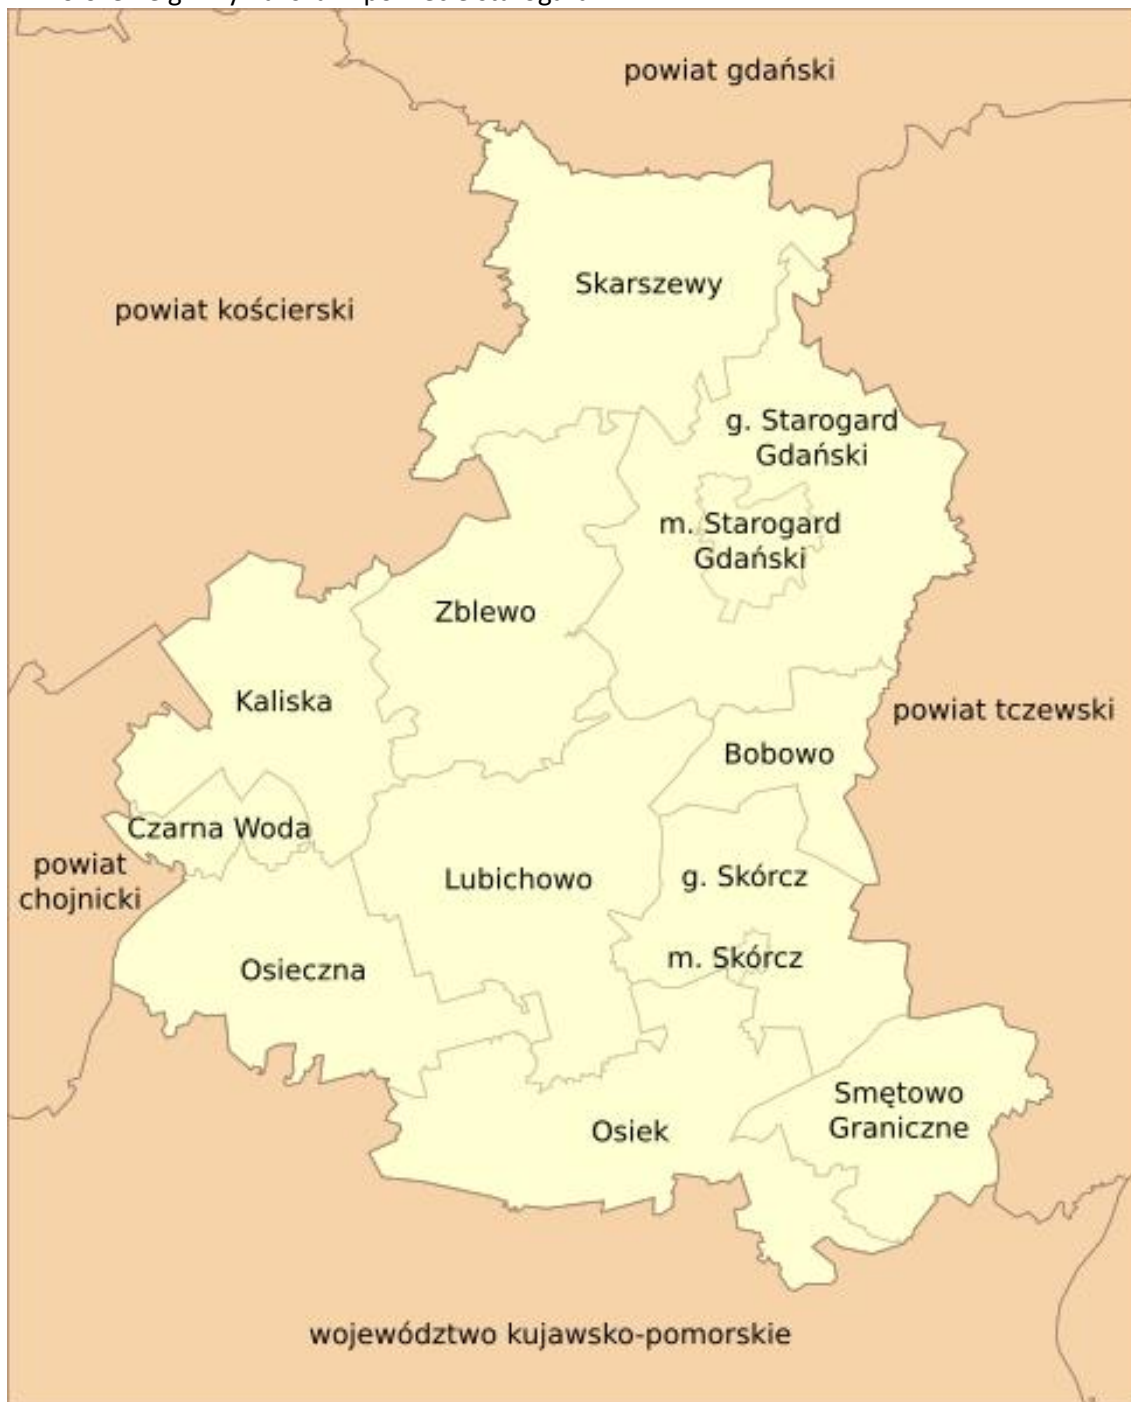 powiat gdański
Skarszewy
powiat kościerski
g. Starogard
Gdański
m. Starogard
Gdański
Zblewo
Kaliska
powiat tczewski
Bobowo
Czarna Woda
powiat
chojnicki
Lubichowo
g. Skórcz
m. Skórcz
Osieczna
Smętowo
Graniczne
Osiek
województwo kujawsko-pomorskie